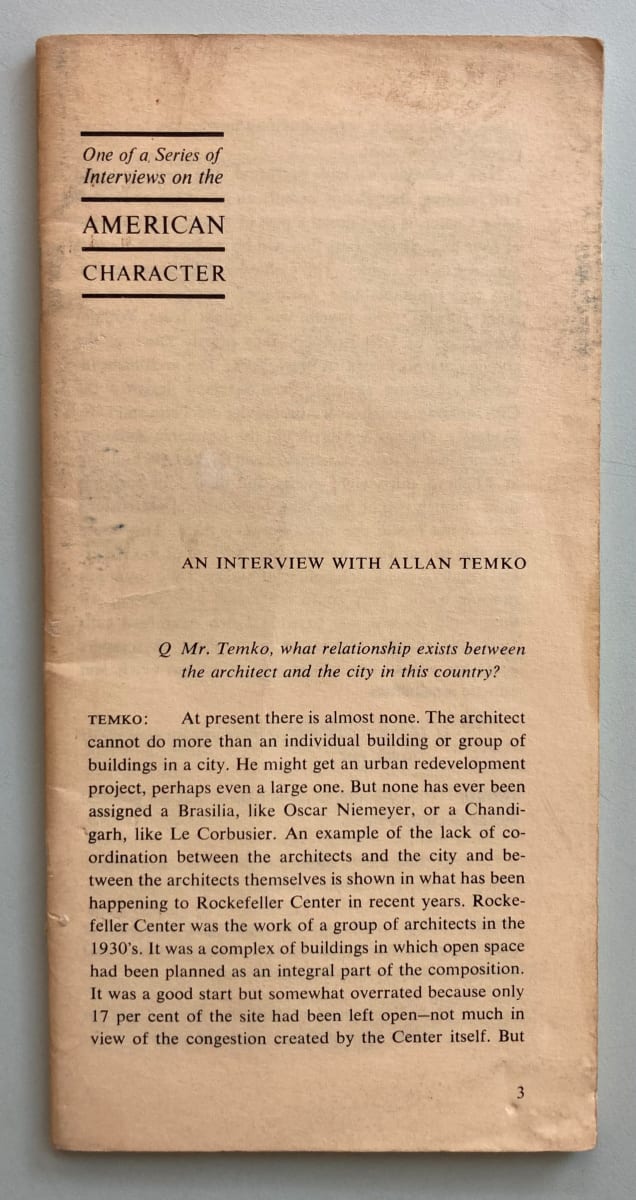 One of a Series of
Interviews on the
AMERICAN
CHARACTER
AN INTERVIEW WITH ALLAN TEMKO
Q Mr. Temko, what relationship exists between
the architect and the city in this country?
TEMKO: At present there is almost none. The architect
cannot do more than an individual building or group of
buildings in a city. He might get an urban redevelopment
project, perhaps even a large one. But none has ever been
assigned a Brasilia, like Oscar Niemeyer, or a Chandi-
garh, like Le Corbusier. An example of the lack of co-
ordination between the architects and the city and be-
tween the architects themselves is shown in what has been
happening to Rockefeller Center in recent years. Rocke-
feller Center was the work of a group of architects in the
1930's. It was a complex of buildings in which open space
had been planned as an integral part of the composition.
It was a good start but somewhat overrated because only
17 per cent of the site had been left open—not much in
view of the congestion created by the Center itself. But
3